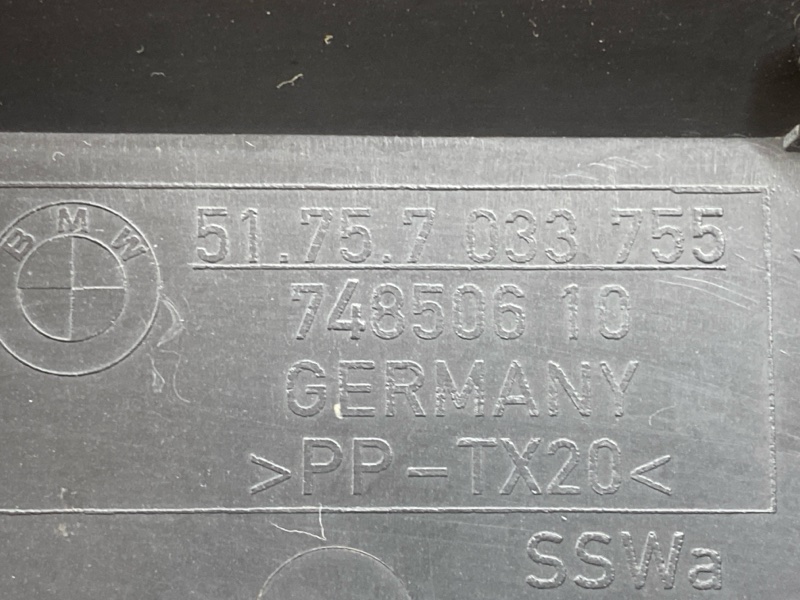 BMW
51.75.7 033 755
748506 10
GERMANY
>PP-TX20<
SSWa